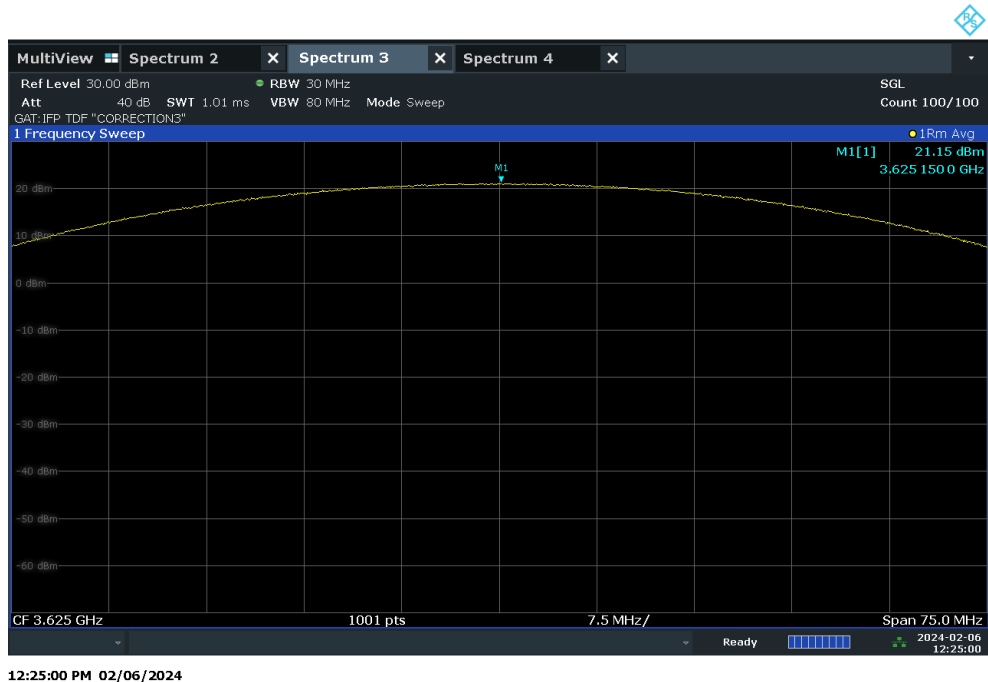 R&S
MultiView Spectrum 2 X Spectrum 3 X Spectrum 4 X
Ref Level 30.00 dBm RBW 30 MHz SGL
Att 40 dB SWT 1.01 ms VBW 80 MHz Mode Sweep Count 100/100
GAT:IFP TDF "CORRECTION3"
1 Frequency Sweep 1Rm Avg
M1[1] 21.15 dBm
3.625 150 0 GHz
M1
20 dBm
10 dBm
0 dBm
-10 dBm
-20 dBm
-30 dBm
-40 dBm
-50 dBm
-60 dBm
CF 3.625 GHz 1001 pts 7.5 MHz/ Span 75.0 MHz
Ready 2024-02-06
12:25:00
12:25:00 PM 02/06/2024